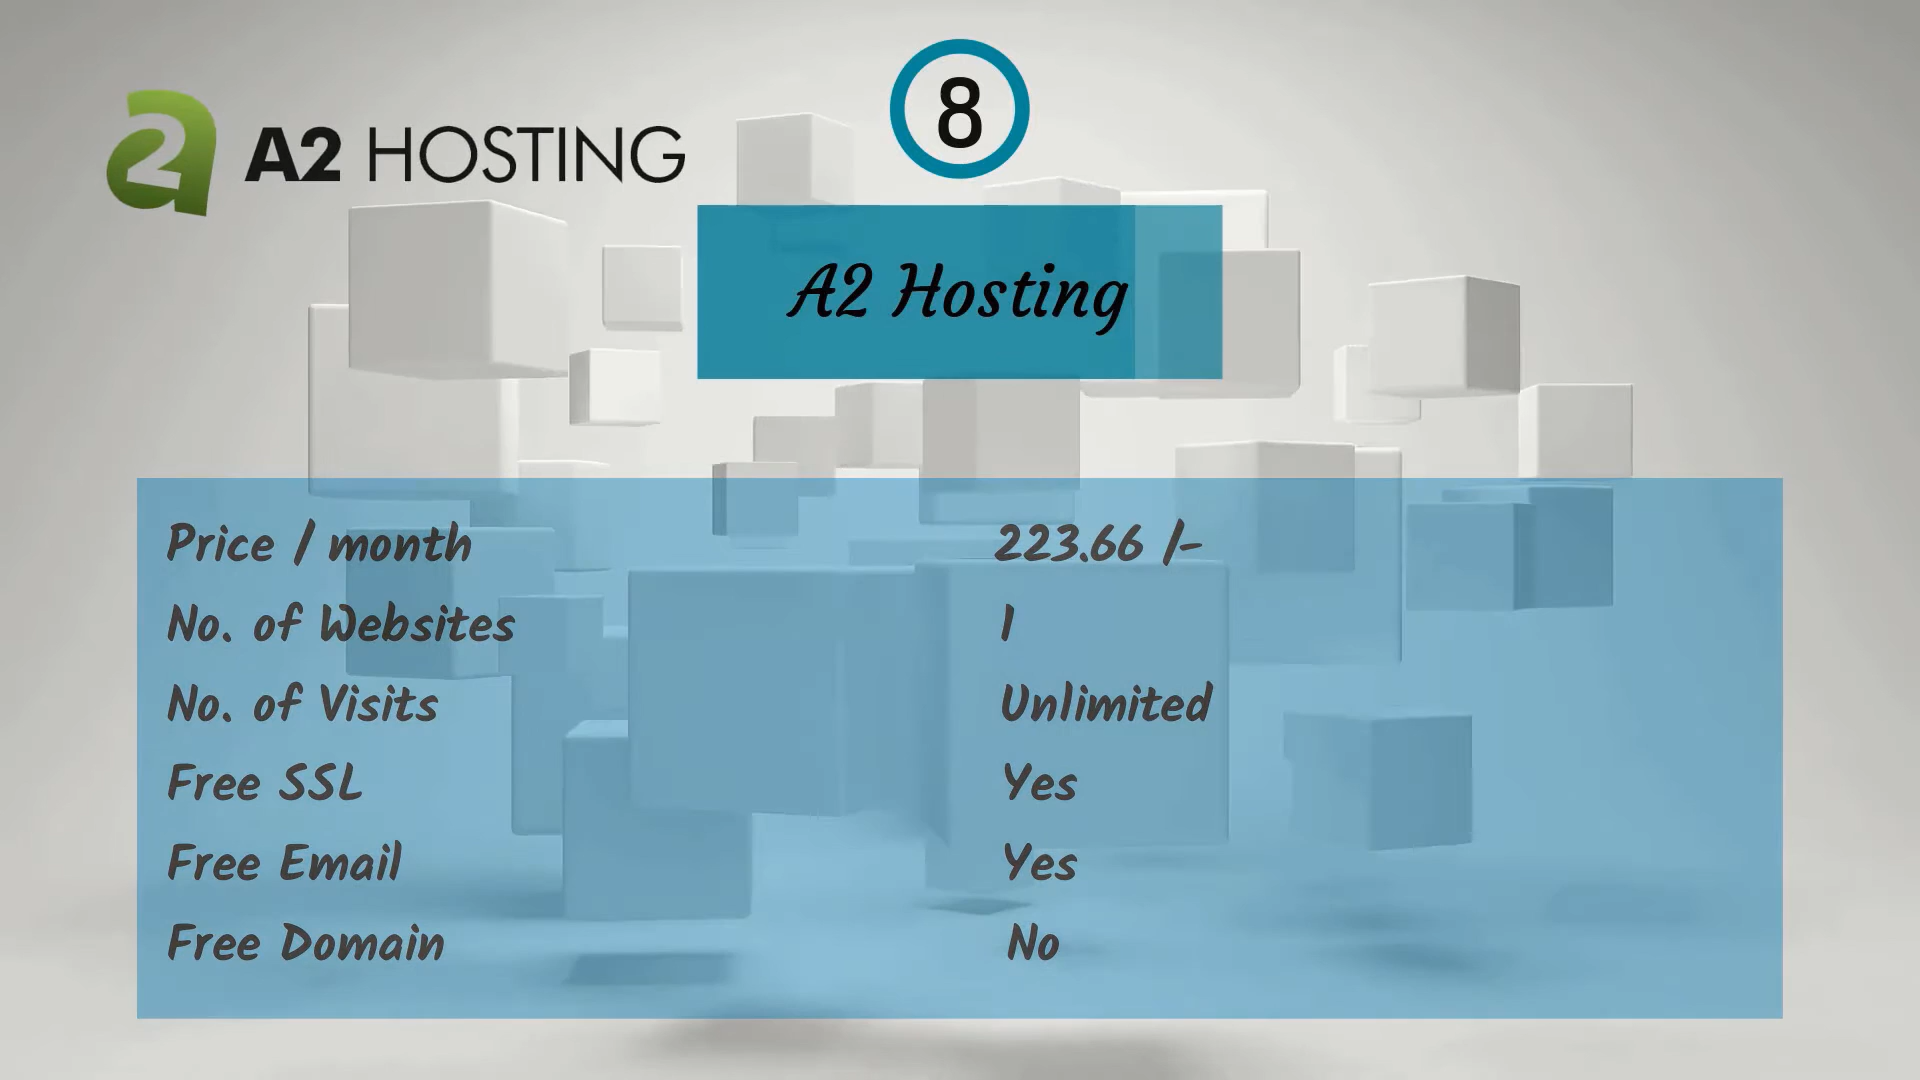 8
a2 A2 HOSTING
A2 Hosting
Price / month 223.66 /-
No. of Websites 1
No. of Visits Unlimited
Free SSL Yes
Free Email Yes
Free Domain No